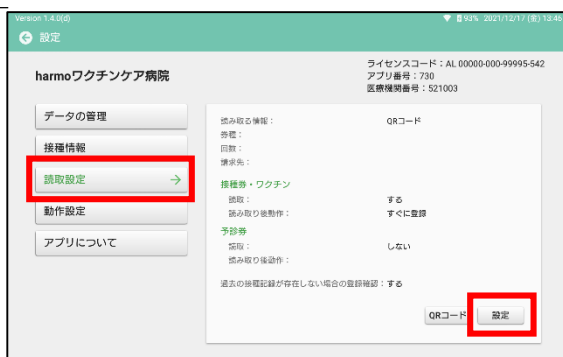 Version 1.4.0(d) 93% 2021/12/17 (金) 13:46
設定
harmoワクチンケア病院
ライセンスコード：AL 00000-000-99995-542
アプリ番号：730
医療機関番号：521003
データの管理
接種情報
読取設定 →
動作設定
アプリについて
読み取る情報： QRコード
券種：
回数：
請求先：
接種券・ワクチン
読取： する
読み取り後動作： すぐに登録
予診券
読取： しない
読み取り後動作：
過去の接種記録が存在しない場合の登録確認：する
QRコード 設定